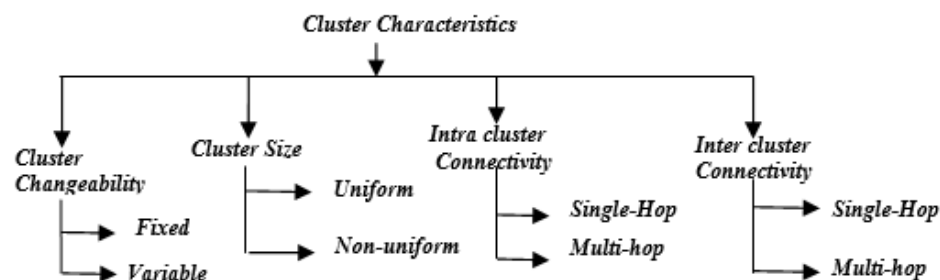 Cluster Characteristics
Cluster
Changeability
Fixed
Variable
Cluster Size
Uniform
Non-uniform
Intra cluster
Connectivity
Single-Hop
Multi-hop
Inter cluster
Connectivity
Single-Hop
Multi-hop